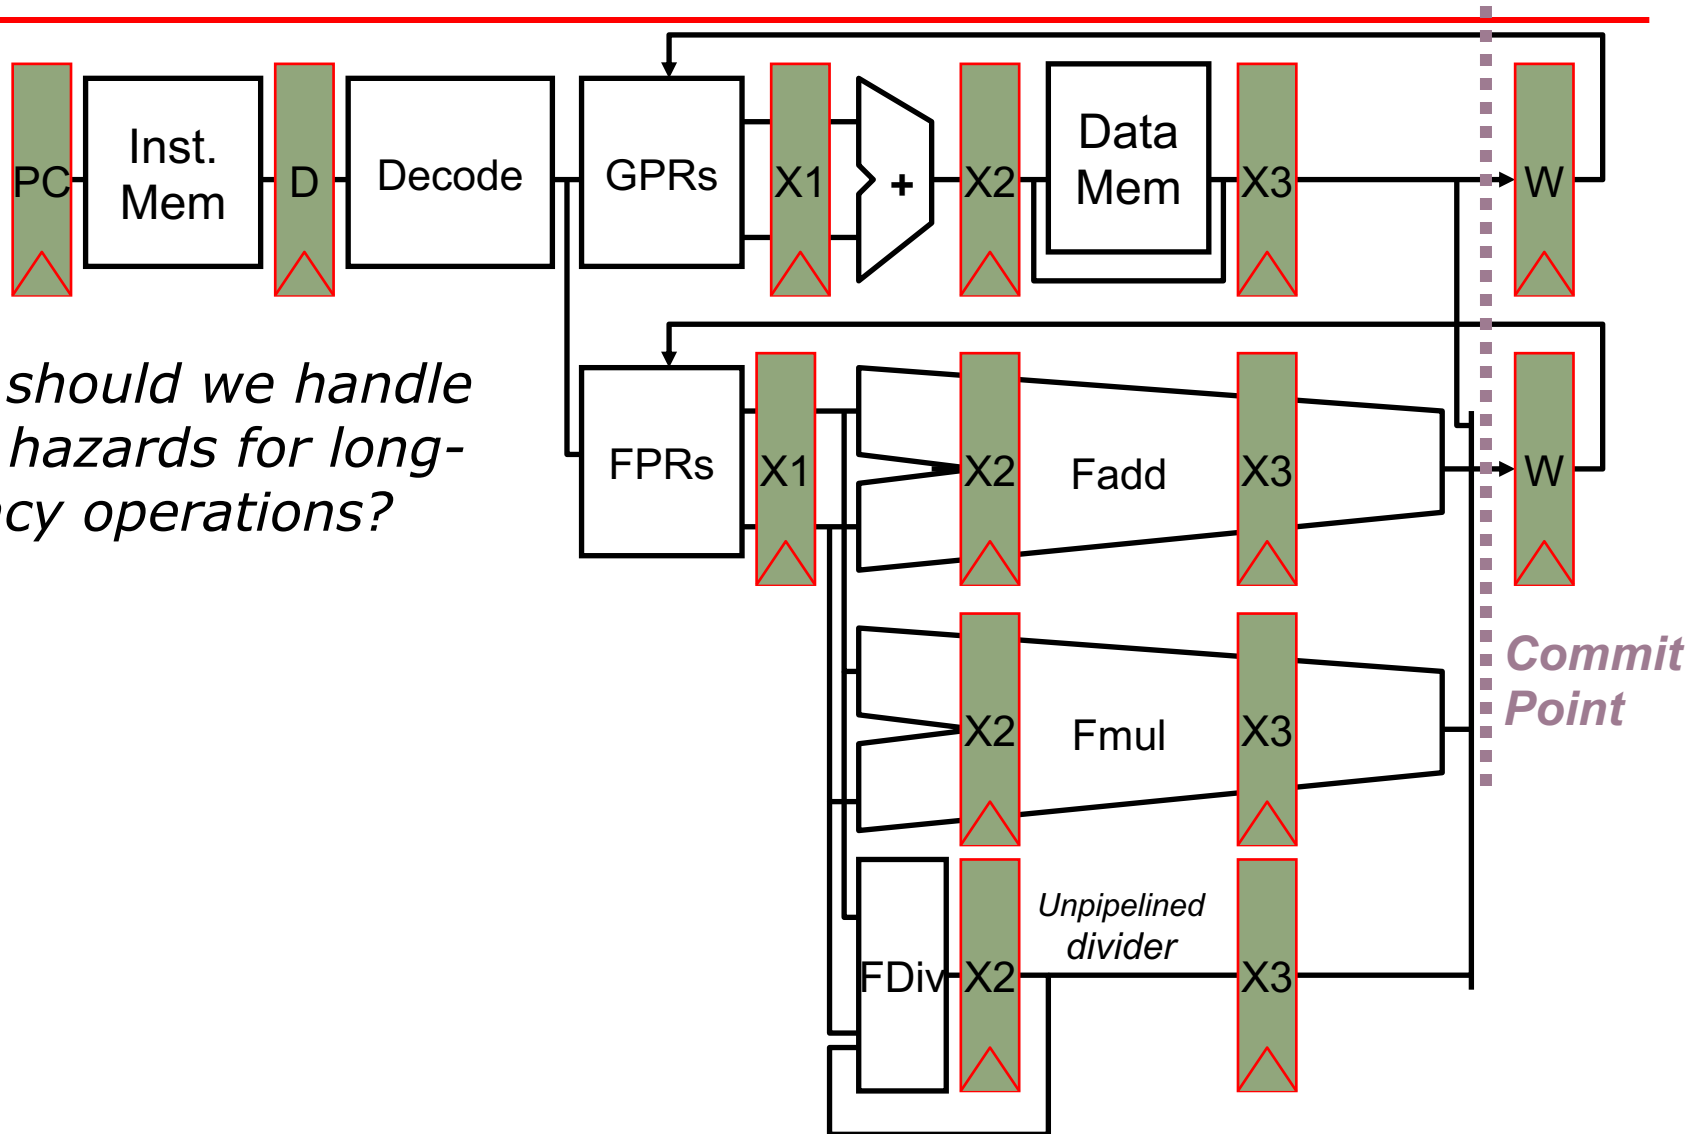 PC
Inst.
Mem
D
Decode
GPRs
X1
+
X2
Data
Mem
X3
W
should we handle
hazards for long-
ncy operations?
FPRs
X1
X2
Fadd
X3
W
X2
Fmul
X3
Commit
Point
FDiv
X2
Unpipelined
divider
X3